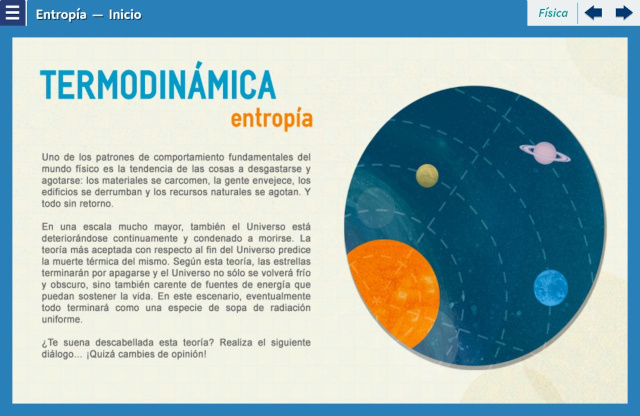 Entropía — Inicio
Física
TERMODINÁMICA
entropía
Uno de los patrones de comportamiento fundamentales del
mundo físico es la tendencia de las cosas a desgastarse y
agotarse: los materiales se carcomen, la gente envejece, los
edificios se derrumban y los recursos naturales se agotan. Y
todo sin retorno.
En una escala mucho mayor, también el Universo está
deteriorándose continuamente y condenado a morirse. La
teoría más aceptada con respecto al fin del Universo predice
la muerte térmica del mismo. Según esta teoría, las estrellas
terminarán por apagarse y el Universo no sólo se volverá frío
y obscuro, sino también carente de fuentes de energía que
puedan sostener la vida. En este escenario, eventualmente
todo terminará como una especie de sopa de radiación
uniforme.
¿Te suena descabellada esta teoría? Realiza el siguiente
diálogo... ¡Quizá cambies de opinión!